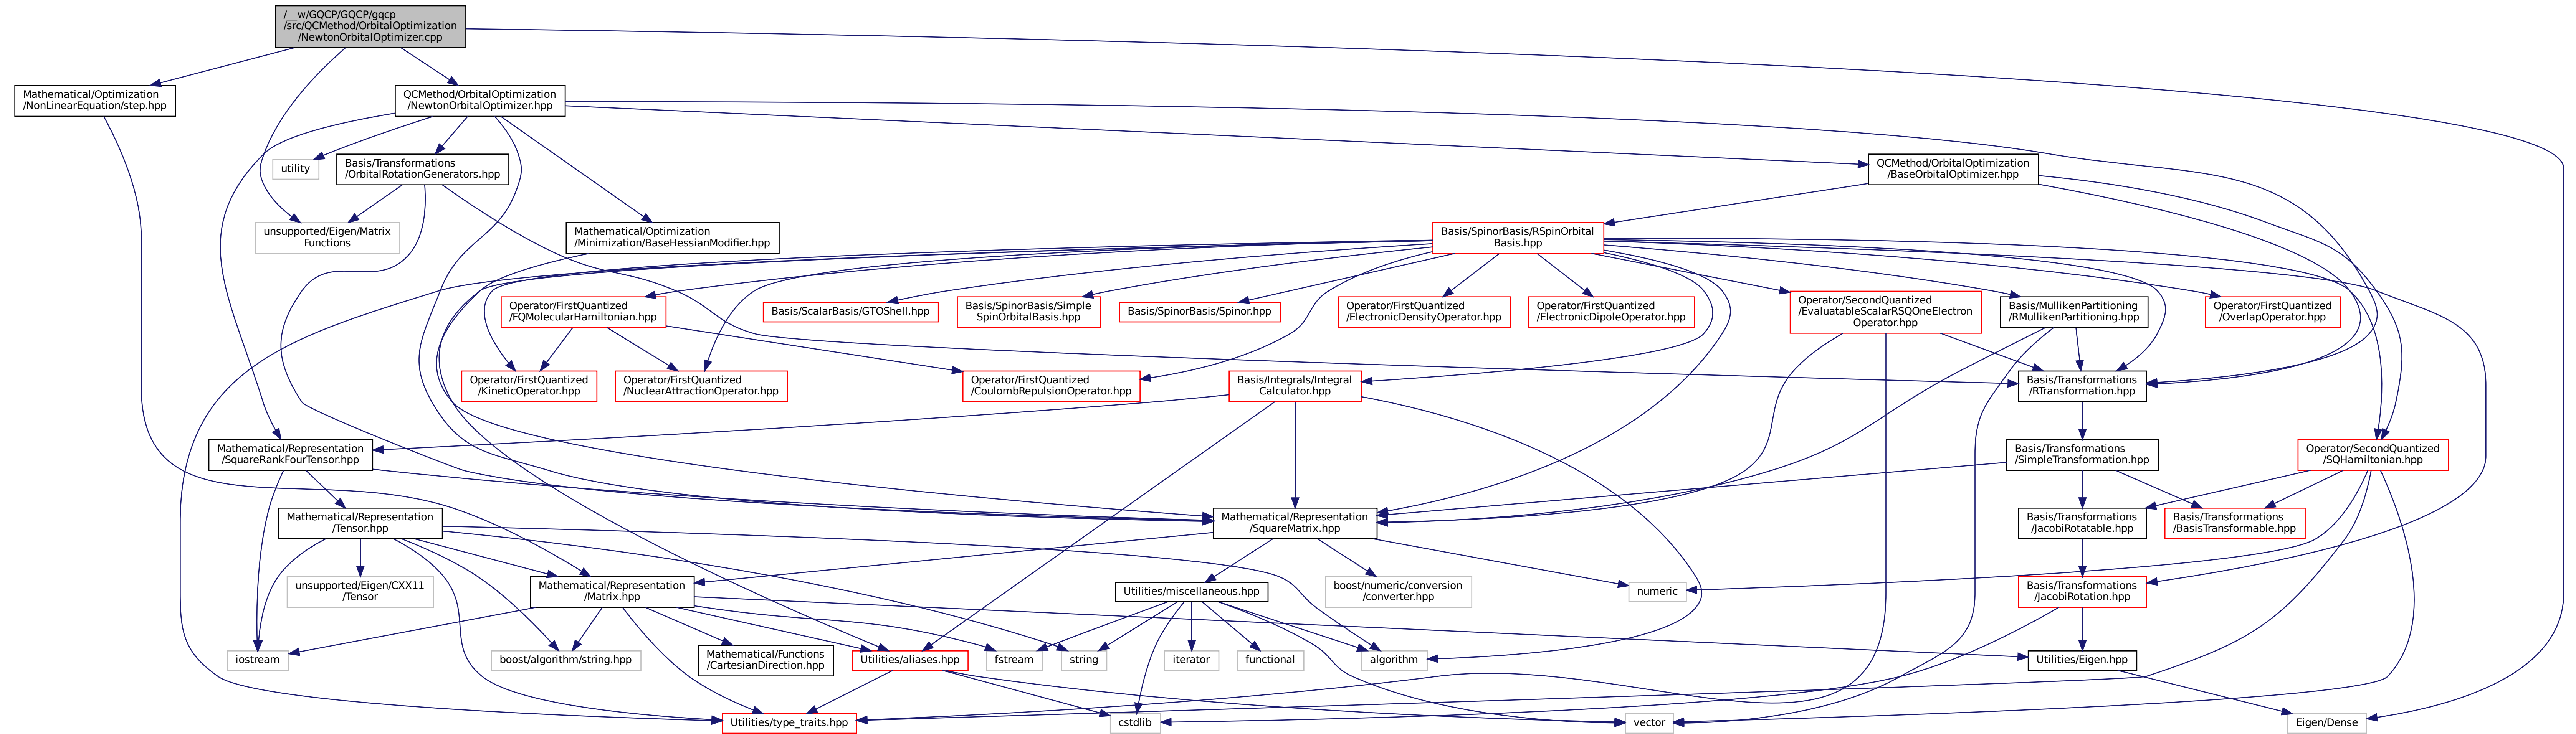 /__w/GQCP/GQCP/gqcp
/src/QCMethod/OrbitalOptimization
/NewtonOrbitalOptimizer.cpp
Mathematical/Optimization
/NonLinearEquation/step.hpp
QCMethod/OrbitalOptimization
/NewtonOrbitalOptimizer.hpp
utility
Basis/Transformations
/OrbitalRotationGenerators.hpp
QCMethod/OrbitalOptimization
/BaseOrbitalOptimizer.hpp
unsupported/Eigen/Matrix
Functions
Mathematical/Optimization
/Minimization/BaseHessianModifier.hpp
Basis/SpinorBasis/RSpinOrbital
Basis.hpp
Operator/FirstQuantized
/FQMolecularHamiltonian.hpp
Basis/ScalarBasis/GTOShell.hpp
Basis/SpinorBasis/Simple
SpinOrbitalBasis.hpp
Basis/SpinorBasis/Spinor.hpp
Operator/FirstQuantized
/ElectronicDensityOperator.hpp
Operator/FirstQuantized
/ElectronicDipoleOperator.hpp
Operator/SecondQuantized
/EvaluatableScalarRSQOneElectron
Operator.hpp
Basis/MullikenPartitioning
/RMullikenPartitioning.hpp
Operator/FirstQuantized
/OverlapOperator.hpp
Operator/FirstQuantized
/KineticOperator.hpp
Operator/FirstQuantized
/NuclearAttractionOperator.hpp
Operator/FirstQuantized
/CoulombRepulsionOperator.hpp
Basis/Integrals/Integral
Calculator.hpp
Basis/Transformations
/RTransformation.hpp
Mathematical/Representation
/SquareRankFourTensor.hpp
Basis/Transformations
/SimpleTransformation.hpp
Operator/SecondQuantized
/SQHamiltonian.hpp
Mathematical/Representation
/Tensor.hpp
Mathematical/Representation
/SquareMatrix.hpp
Basis/Transformations
/JacobiRotatable.hpp
Basis/Transformations
/BasisTransformable.hpp
unsupported/Eigen/CXX11
/Tensor
Mathematical/Representation
/Matrix.hpp
Utilities/miscellaneous.hpp
boost/numeric/conversion
/converter.hpp
numeric
Basis/Transformations
/JacobiRotation.hpp
iostream
boost/algorithm/string.hpp
Mathematical/Functions
/CartesianDirection.hpp
Utilities/aliases.hpp
fstream
string
iterator
functional
algorithm
Utilities/Eigen.hpp
Utilities/type_traits.hpp
cstdlib
vector
Eigen/Dense